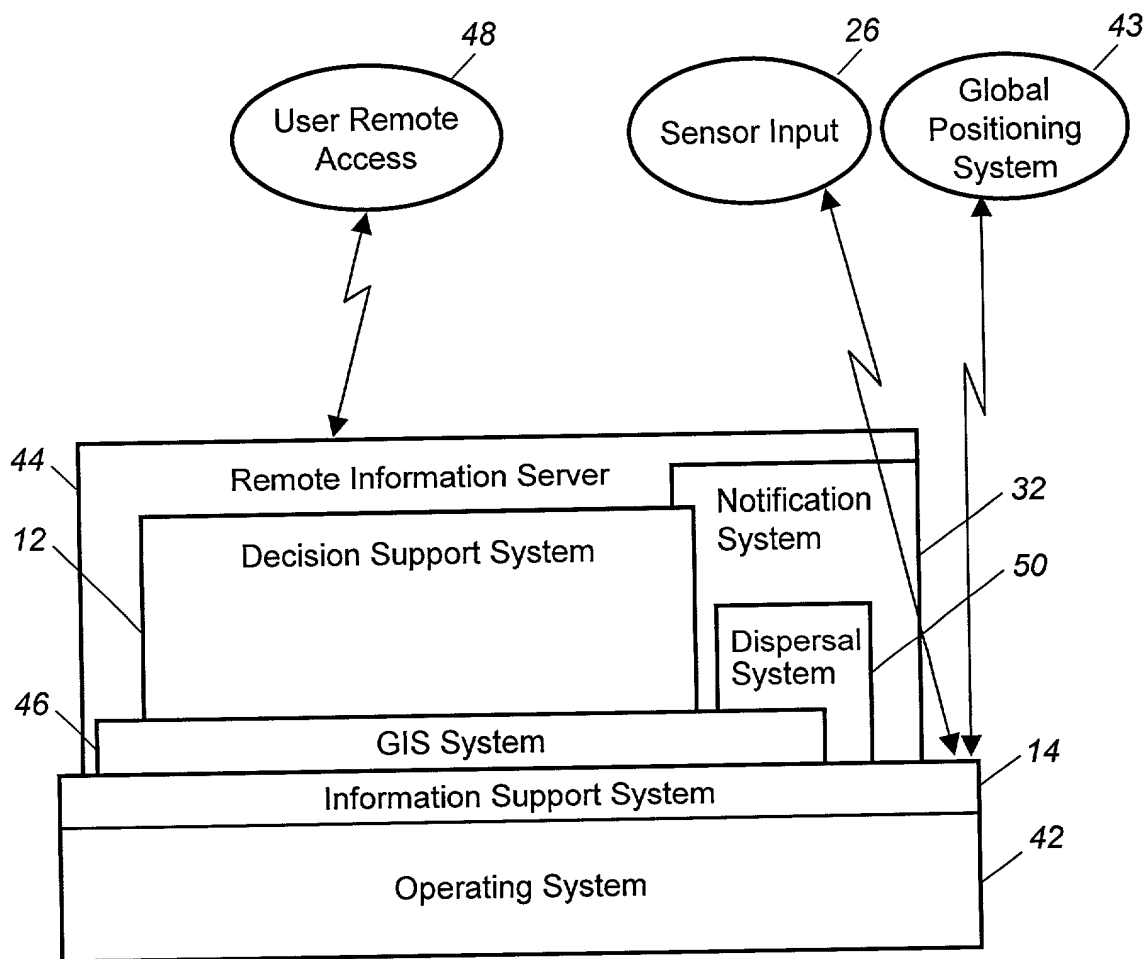 48
26
43
User Remote
Access
Sensor Input
Global
Positioning
System
44
Remote Information Server
Notification
System
32
12
Decision Support System
50
Dispersal
System
46
GIS System
14
Information Support System
42
Operating System